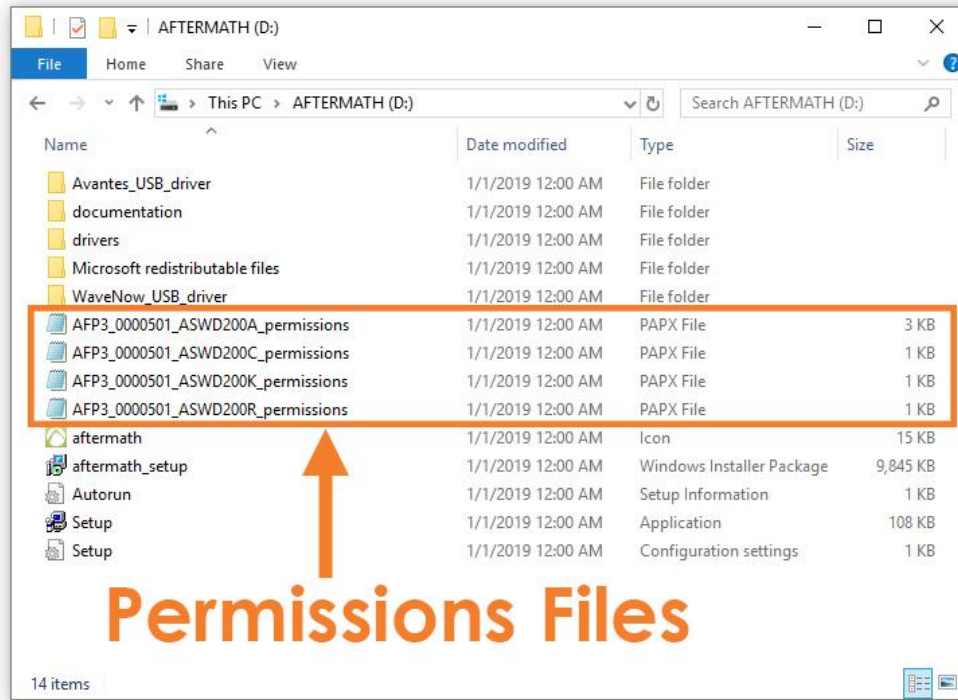 AFTERMATH (D:)
File Home Share View
This PC > AFTERMATH (D:) Search AFTERMATH (D:)
Name Date modified Type Size
Avantes_USB_driver 1/1/2019 12:00 AM File folder
documentation 1/1/2019 12:00 AM File folder
drivers 1/1/2019 12:00 AM File folder
Microsoft redistributable files 1/1/2019 12:00 AM File folder
WaveNow_USB_driver 1/1/2019 12:00 AM File folder
AFP3_0000501_ASWD200A_permissions 1/1/2019 12:00 AM PAPX File 3 KB
AFP3_0000501_ASWD200C_permissions 1/1/2019 12:00 AM PAPX File 1 KB
AFP3_0000501_ASWD200K_permissions 1/1/2019 12:00 AM PAPX File 1 KB
AFP3_0000501_ASWD200R_permissions 1/1/2019 12:00 AM PAPX File 1 KB
aftermath 1/1/2019 12:00 AM Icon 15 KB
aftermath_setup 1/1/2019 12:00 AM Windows Installer Package 9,845 KB
Autorun 1/1/2019 12:00 AM Setup Information 1 KB
Setup 1/1/2019 12:00 AM Application 108 KB
Setup 1/1/2019 12:00 AM Configuration settings 1 KB
Permissions Files
14 items